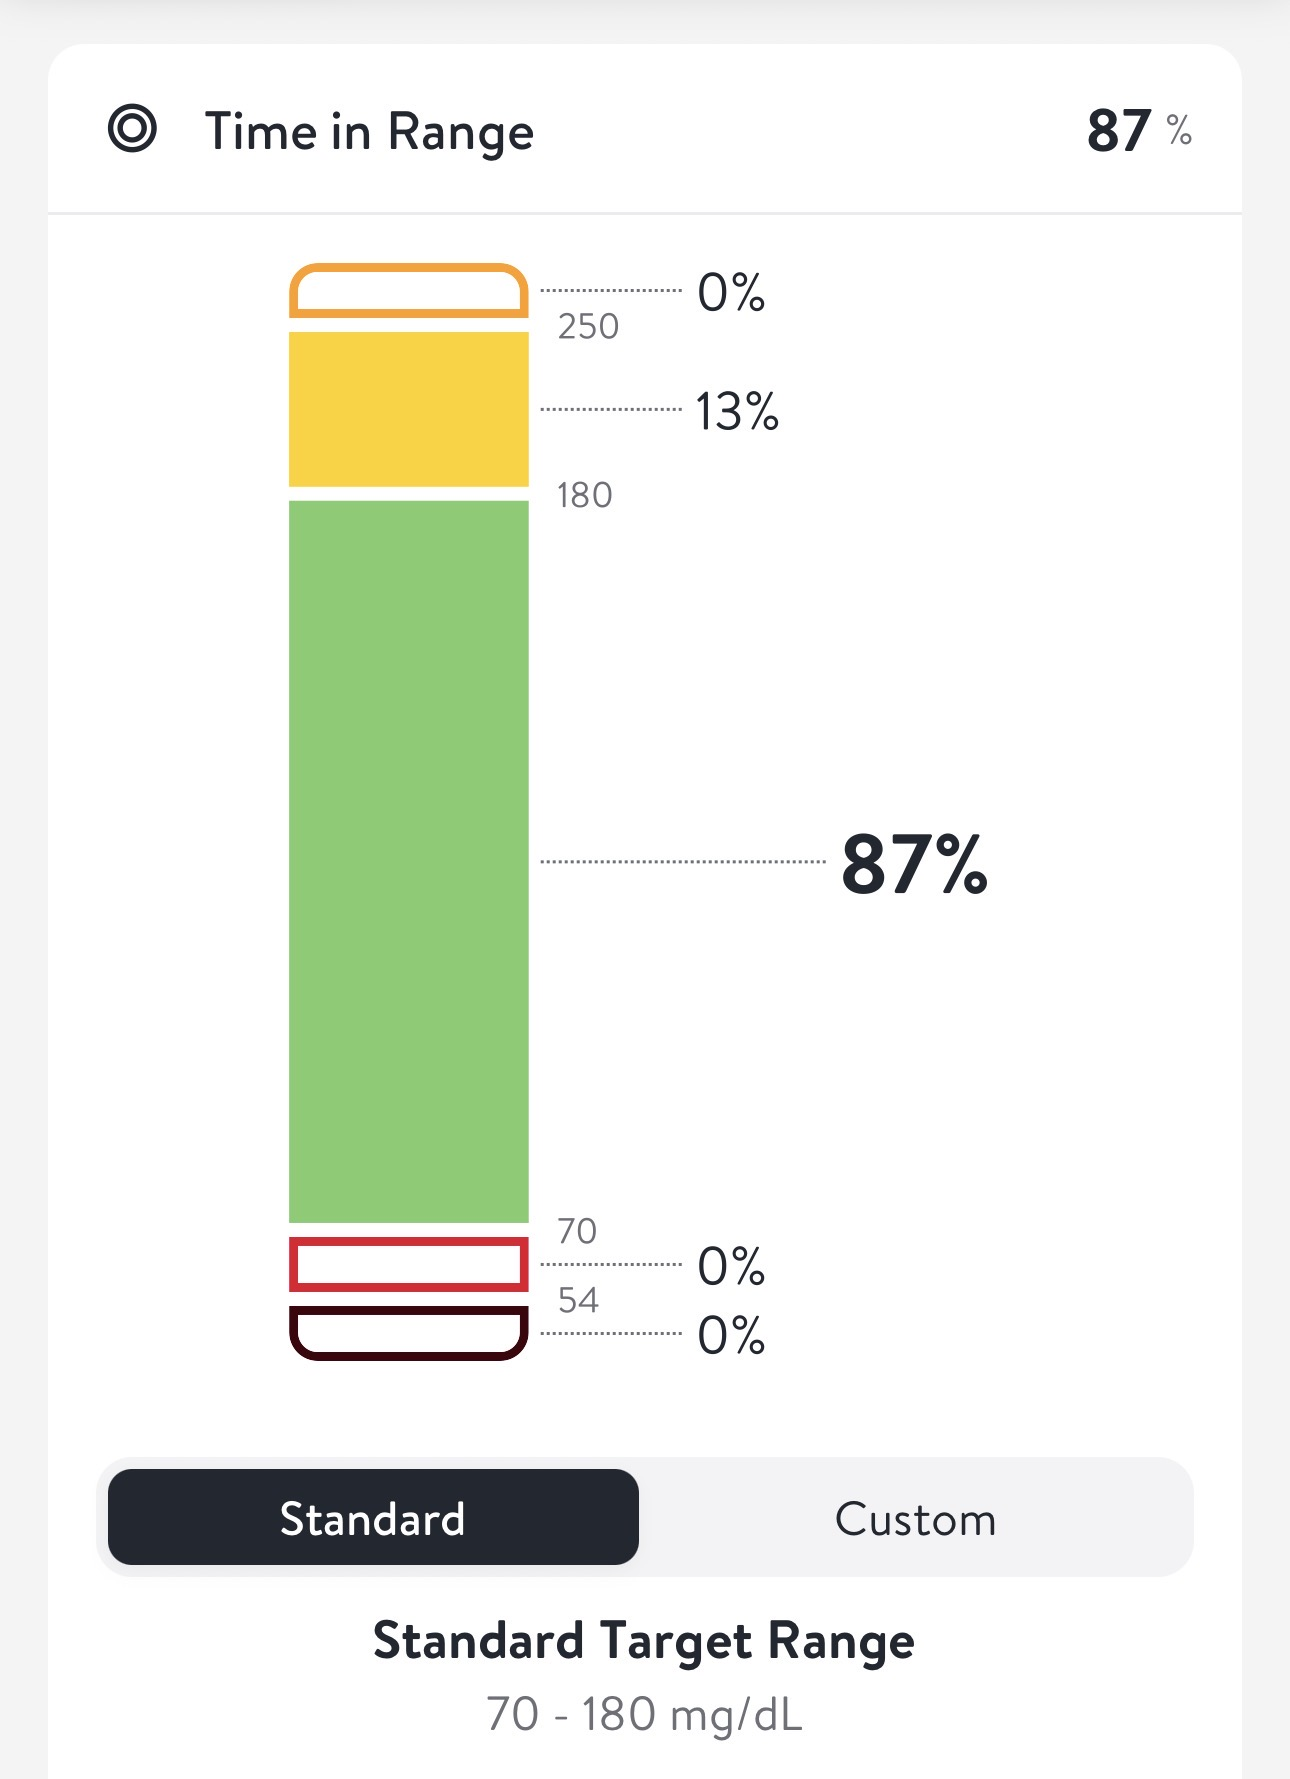 Time in Range 87 %
0%
250
13%
180
87%
70
0%
54
0%
Standard Custom
Standard Target Range
70 - 180 mg/dL